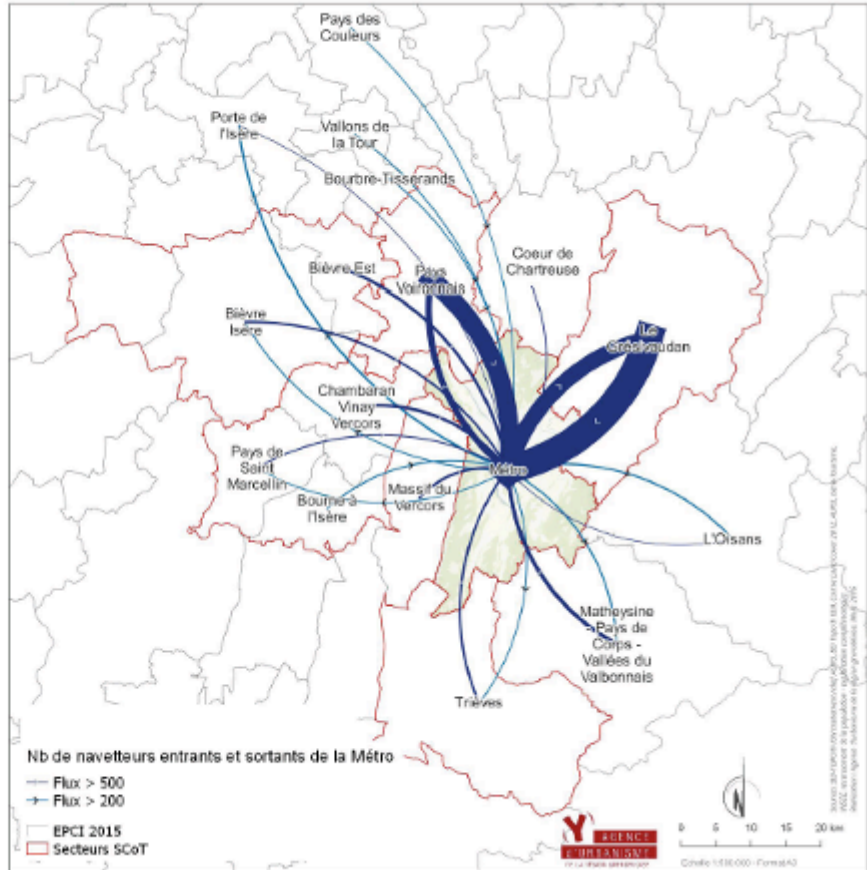 Pays des
Couleurs
Porte de
l'Isère
Vallons de
la Tour
Bourbre-Tisserands
Coeur de
Chartreuse
Bièvre Est
Pays
Voironnais
Le
Grésivaudan
Bièvre
Isère
Chambaran
Vinay
Vercors
Pays de
Saint
Marcellin
Métro
Massif du
Vercors
Bourne à
l'Isère
L'Oisans
Matheysine
- Pays de
Corps -
Vallées du
Valbonnais
Trièves
Nb de navetteurs entrants et sortants de la Métro
Flux > 500
Flux > 200
EPCI 2015
Secteurs SCoT
N
AGENCE
D'URBANISME
0 5 10 20 km